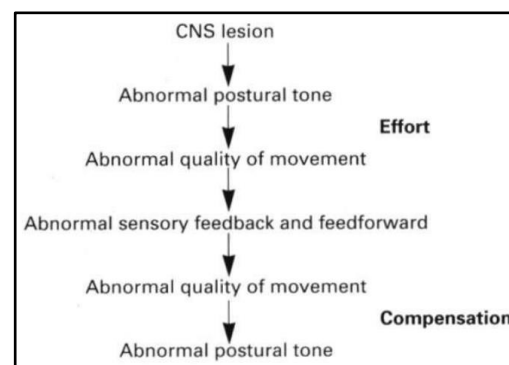 CNS lesion
Abnormal postural tone
Effort
Abnormal quality of movement
Abnormal sensory feedback and feedforward
Abnormal quality of movement
Compensation
Abnormal postural tone